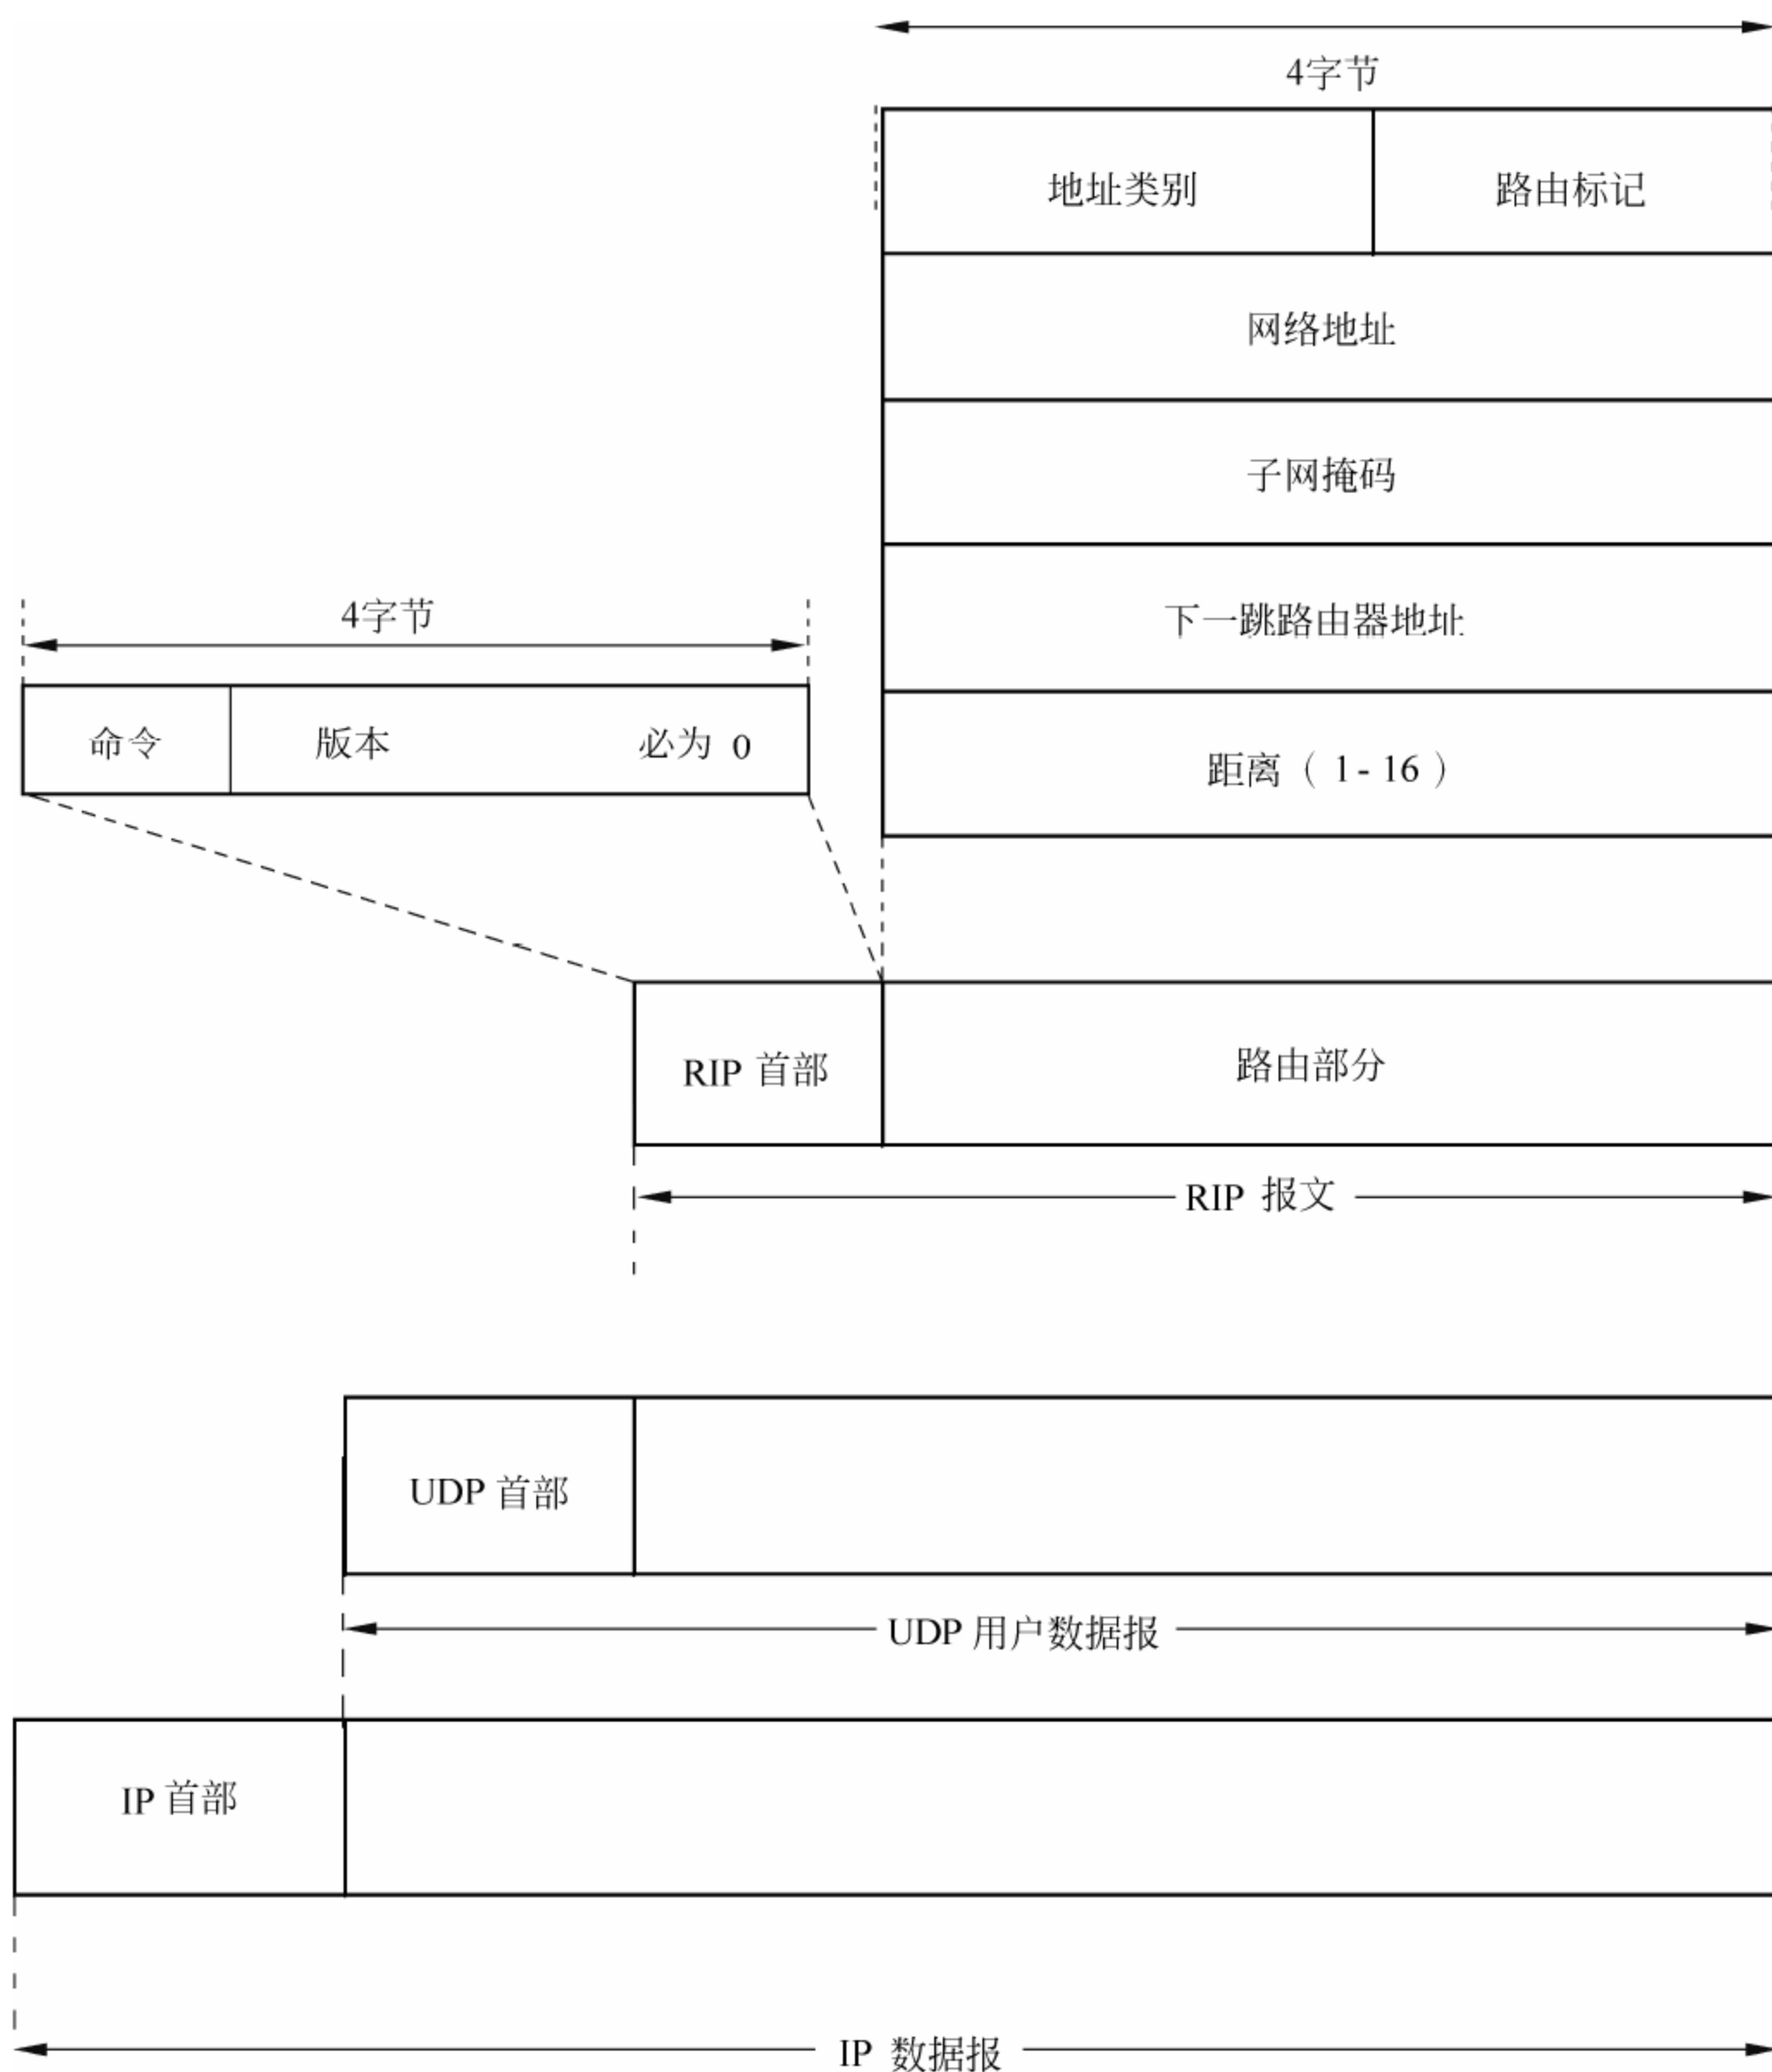 4字节
地址类别 路由标记
网络地址
子网掩码
下一跳路由器地址
4字节
命令 版本 必为 0
距离（1-16）
RIP 首部 路由部分
RIP 报文
UDP 首部
UDP 用户数据报
IP 首部
IP 数据报